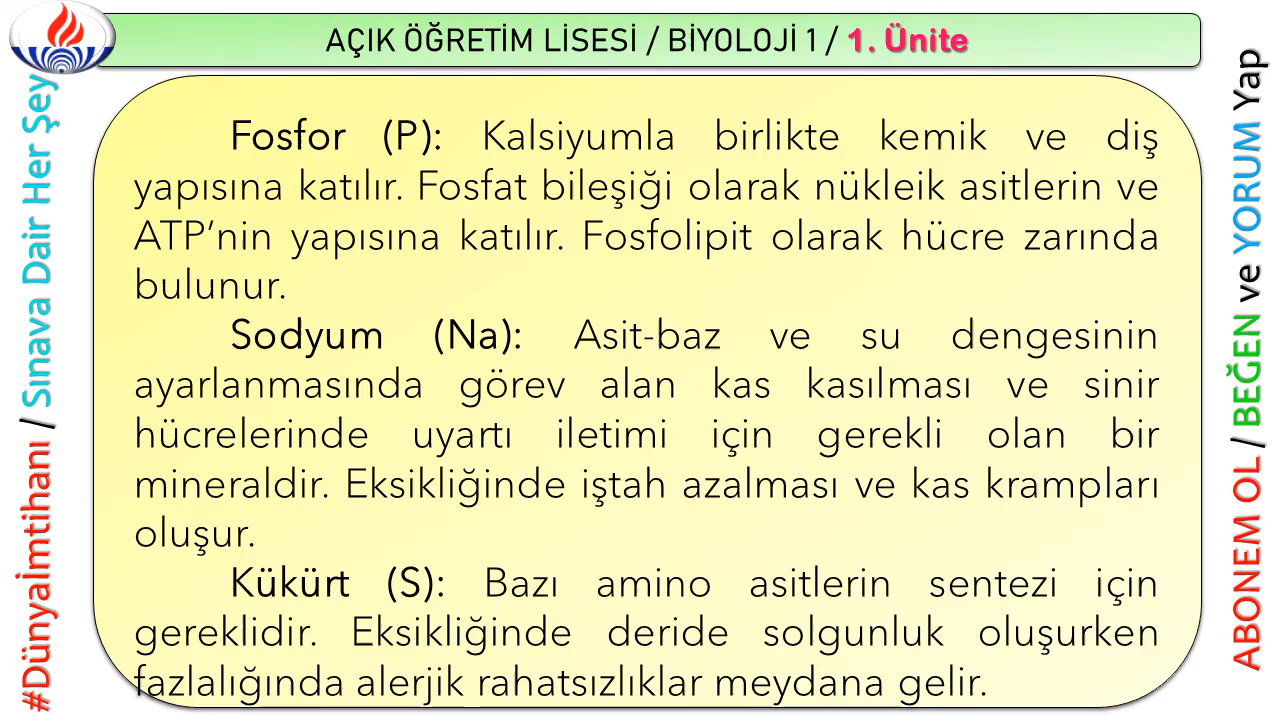 AÇIK ÖĞRETİM LİSESİ / BİYOLOJİ 1 / 1. Ünite
#Dünyaİmtihanı / Sınava Dair Her Şey
Fosfor (P): Kalsiyumla birlikte kemik ve diş
yapısına katılır. Fosfat bileşiği olarak nükleik asitlerin ve
ATP’nin yapısına katılır. Fosfolipit olarak hücre zarında
bulunur.
Sodyum (Na): Asit-baz ve su dengesinin
ayarlanmasında görev alan kas kasılması ve sinir
hücrelerinde uyartı iletimi için gerekli olan bir
mineraldir. Eksikliğinde iştah azalması ve kas krampları
oluşur.
Kükürt (S): Bazı amino asitlerin sentezi için
gereklidir. Eksikliğinde deride solgunluk oluşurken
fazlalığında alerjik rahatsızlıklar meydana gelir.
ABONEM OL / BEĞEN ve YORUM Yap